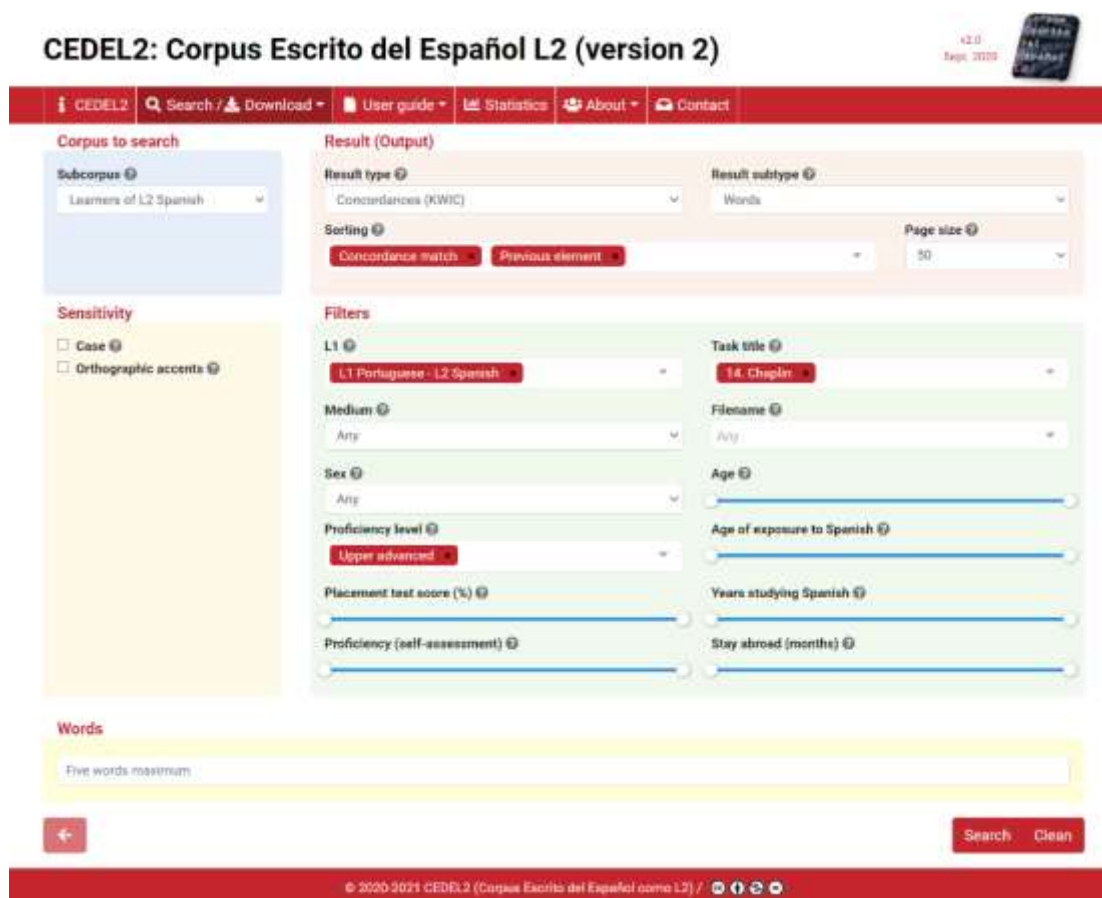 CEDEL2: Corpus Escrito del Español L2 (version 2)
v2.0
Sept. 2020
CEDEL2 Search / Download User guide Statistics About Contact
Corpus to search
Subcorpus
Learners of L2 Spanish
Result (Output)
Result type Result subtype
Concordances (KWIC) Words
Sorting Page size
Concordance match Previous element 50
Sensitivity
Case
Orthographic accents
Filters
L1 Task title
L1 Portuguese - L2 Spanish 14. Chaplin
Medium Filename
Any Any
Sex Age
Any
Proficiency level Age of exposure to Spanish
Upper advanced
Placement test score (%) Years studying Spanish
Proficiency (self-assessment) Stay abroad (months)
Words
Five words maximum
Search Clean
© 2020-2021 CEDEL2 (Corpus Escrito del Español como L2) /